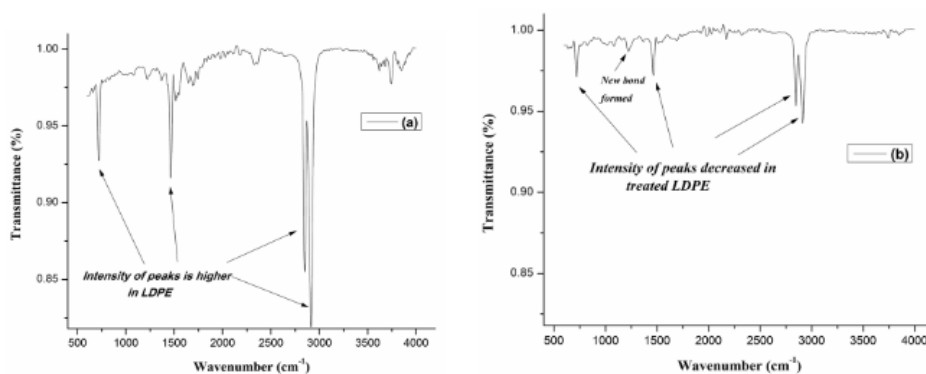 1.00
0.95
0.90
0.85
Transmittance (%)
(a)
Intensity of peaks is higher
in LDPE
500 1000 1500 2000 2500 3000 3500 4000
Wavenumber (cm⁻¹)
1.00
0.95
0.90
0.85
Transmittance (%)
New bond
formed
(b)
Intensity of peaks decreased in
treated LDPE
500 1000 1500 2000 2500 3000 3500 4000
Wavenumber (cm⁻¹)